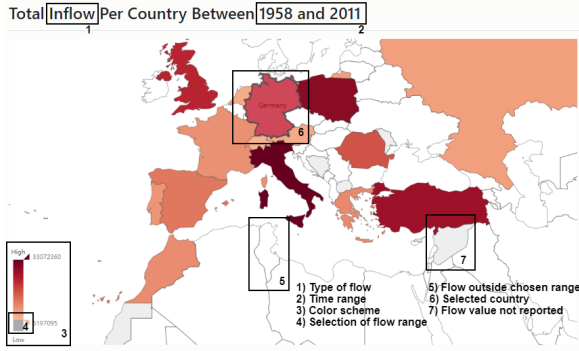 Total Inflow Per Country Between 1958 and 2011
1
2
Germany
6
High
33072360
5197095
4
Low
3
5
7
1) Type of flow
2) Time range
3) Color scheme
4) Selection of flow range
5) Flow outside chosen range
6) Selected country
7) Flow value not reported